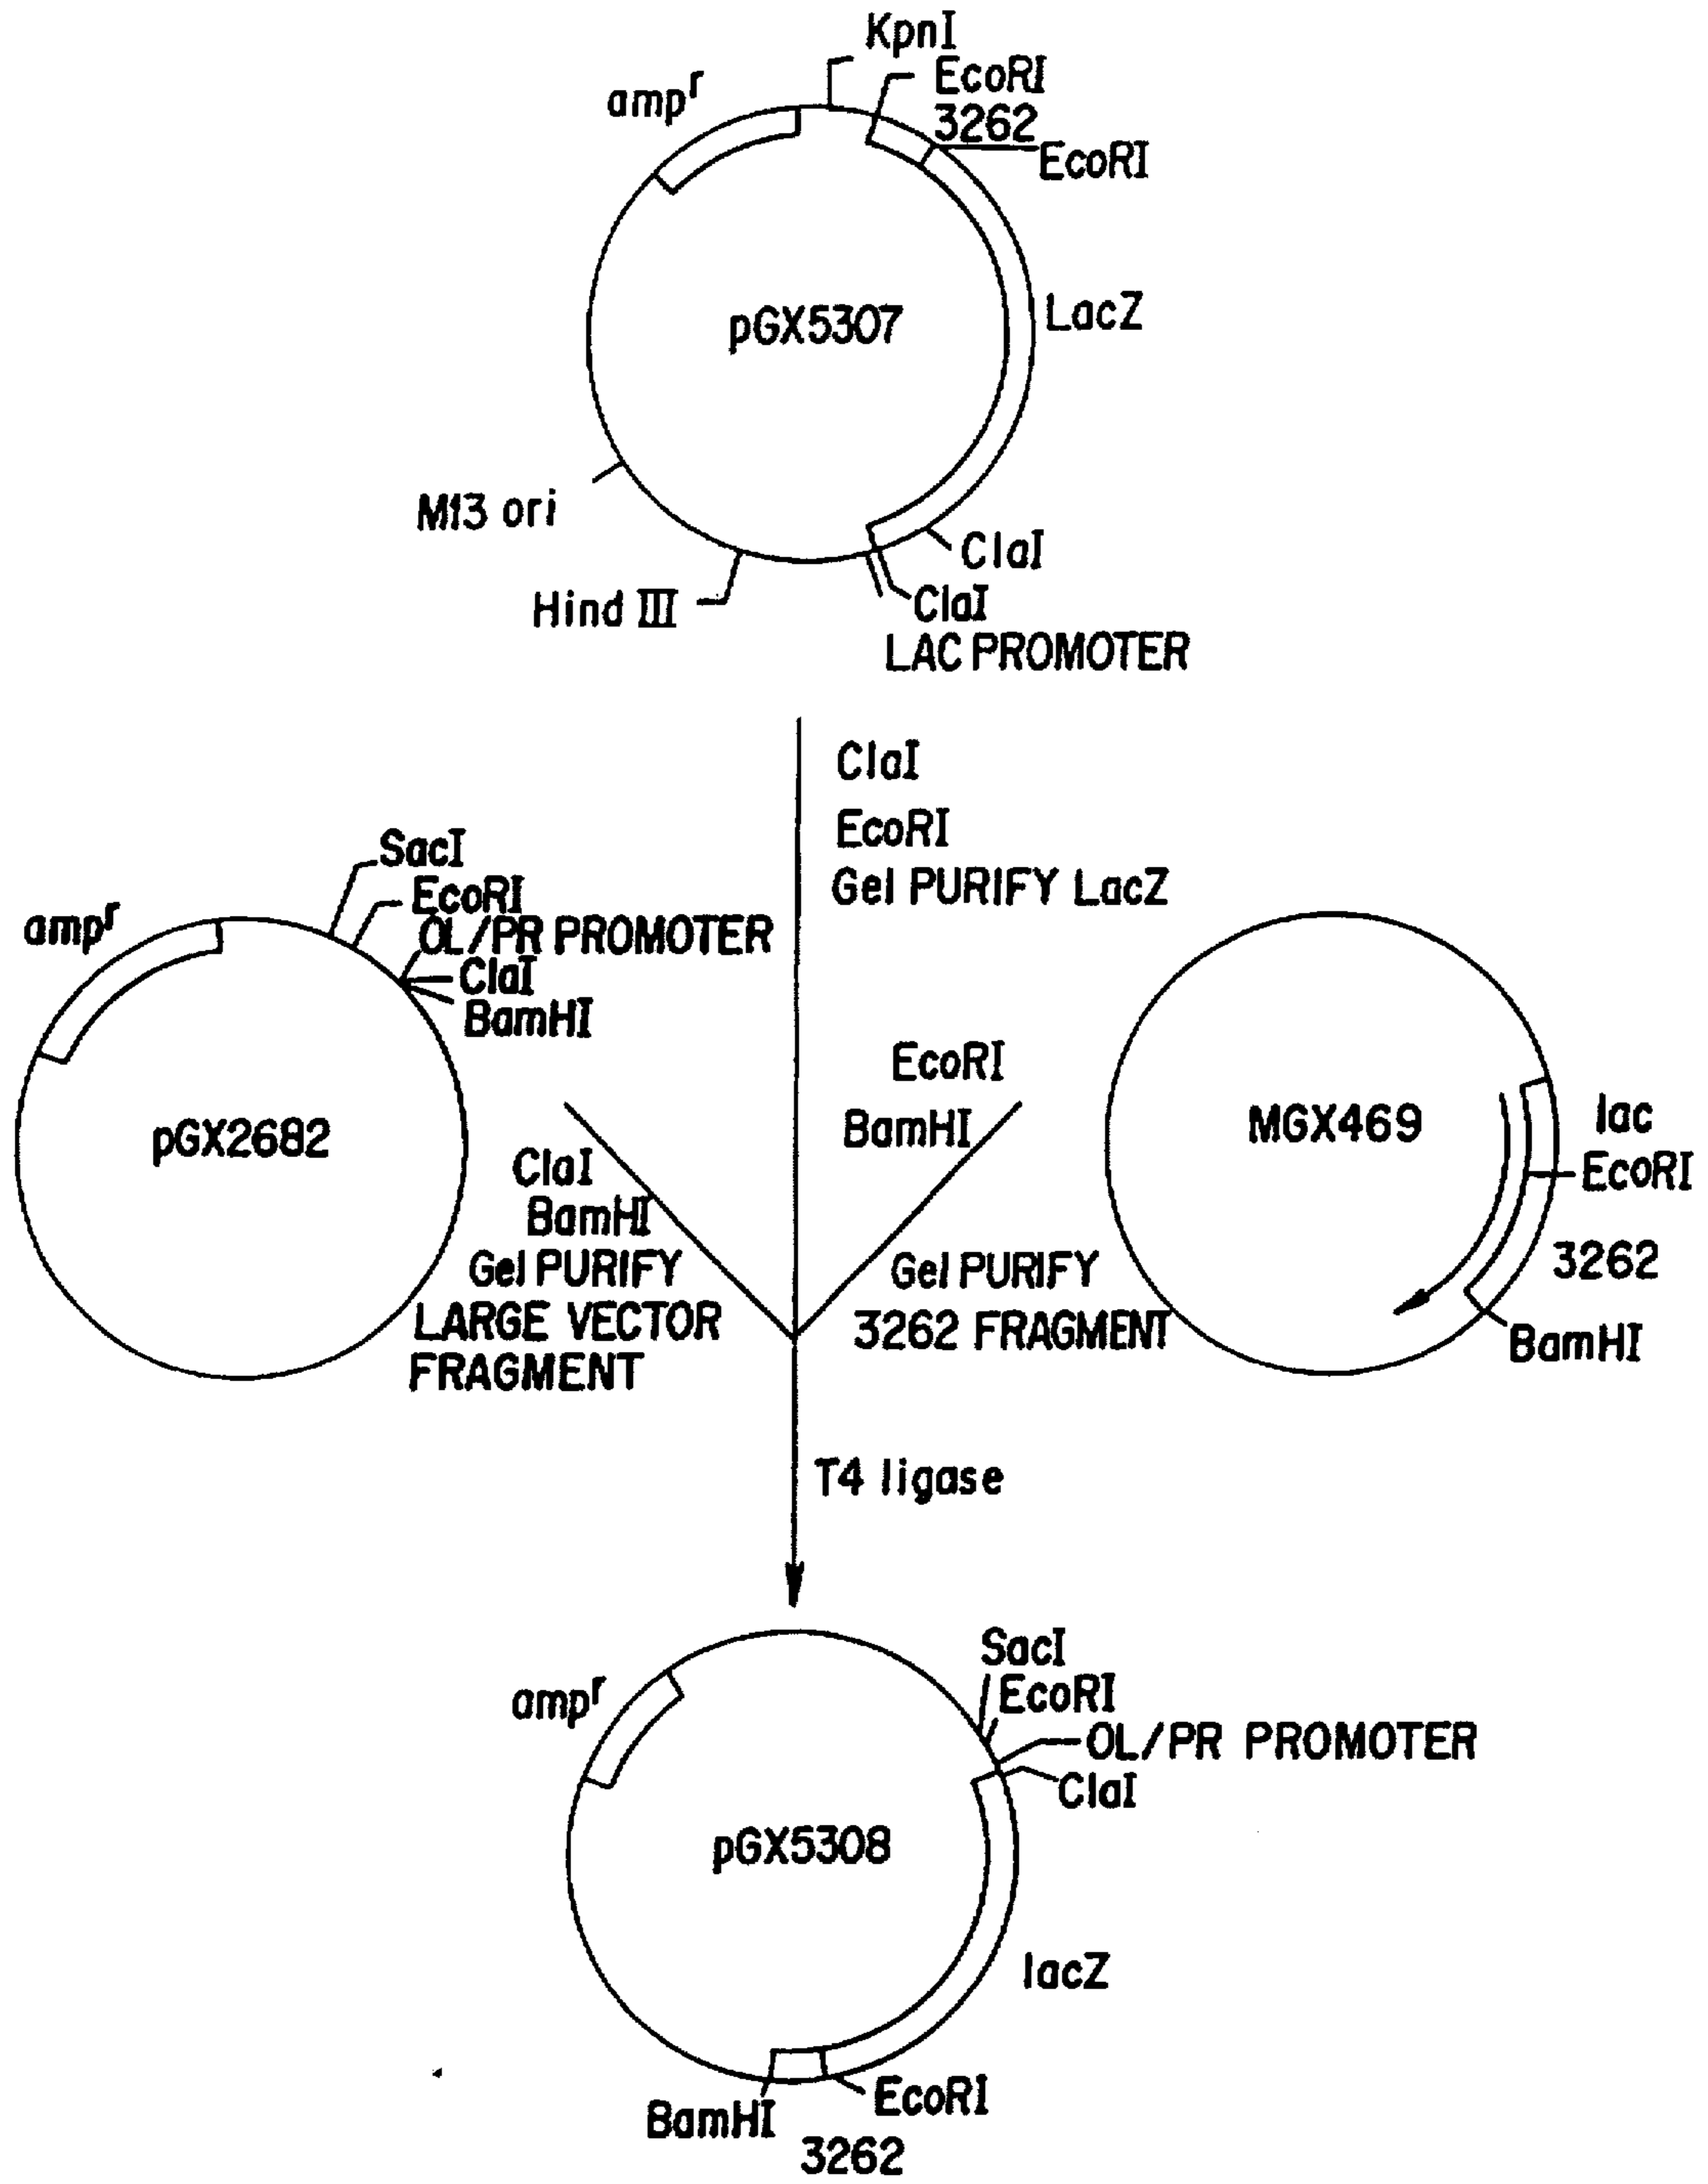 KpnI
EcoRI
3262
EcoRI
ampr
pGX5307
LacZ
M13 ori
ClaI
Hind III
ClaI
LAC PROMOTER
ClaI
EcoRI
Gel PURIFY LacZ
SacI
EcoRI
OL/PR PROMOTER
ClaI
BamHI
ampr
pGX2682
ClaI
BamHI
Gel PURIFY
LARGE VECTOR
FRAGMENT
EcoRI
BamHI
Gel PURIFY
3262 FRAGMENT
MGX469
lac
EcoRI
3262
BamHI
T4 ligase
SacI
EcoRI
OL/PR PROMOTER
ClaI
ampr
pGX5308
lacZ
EcoRI
BamHI
3262